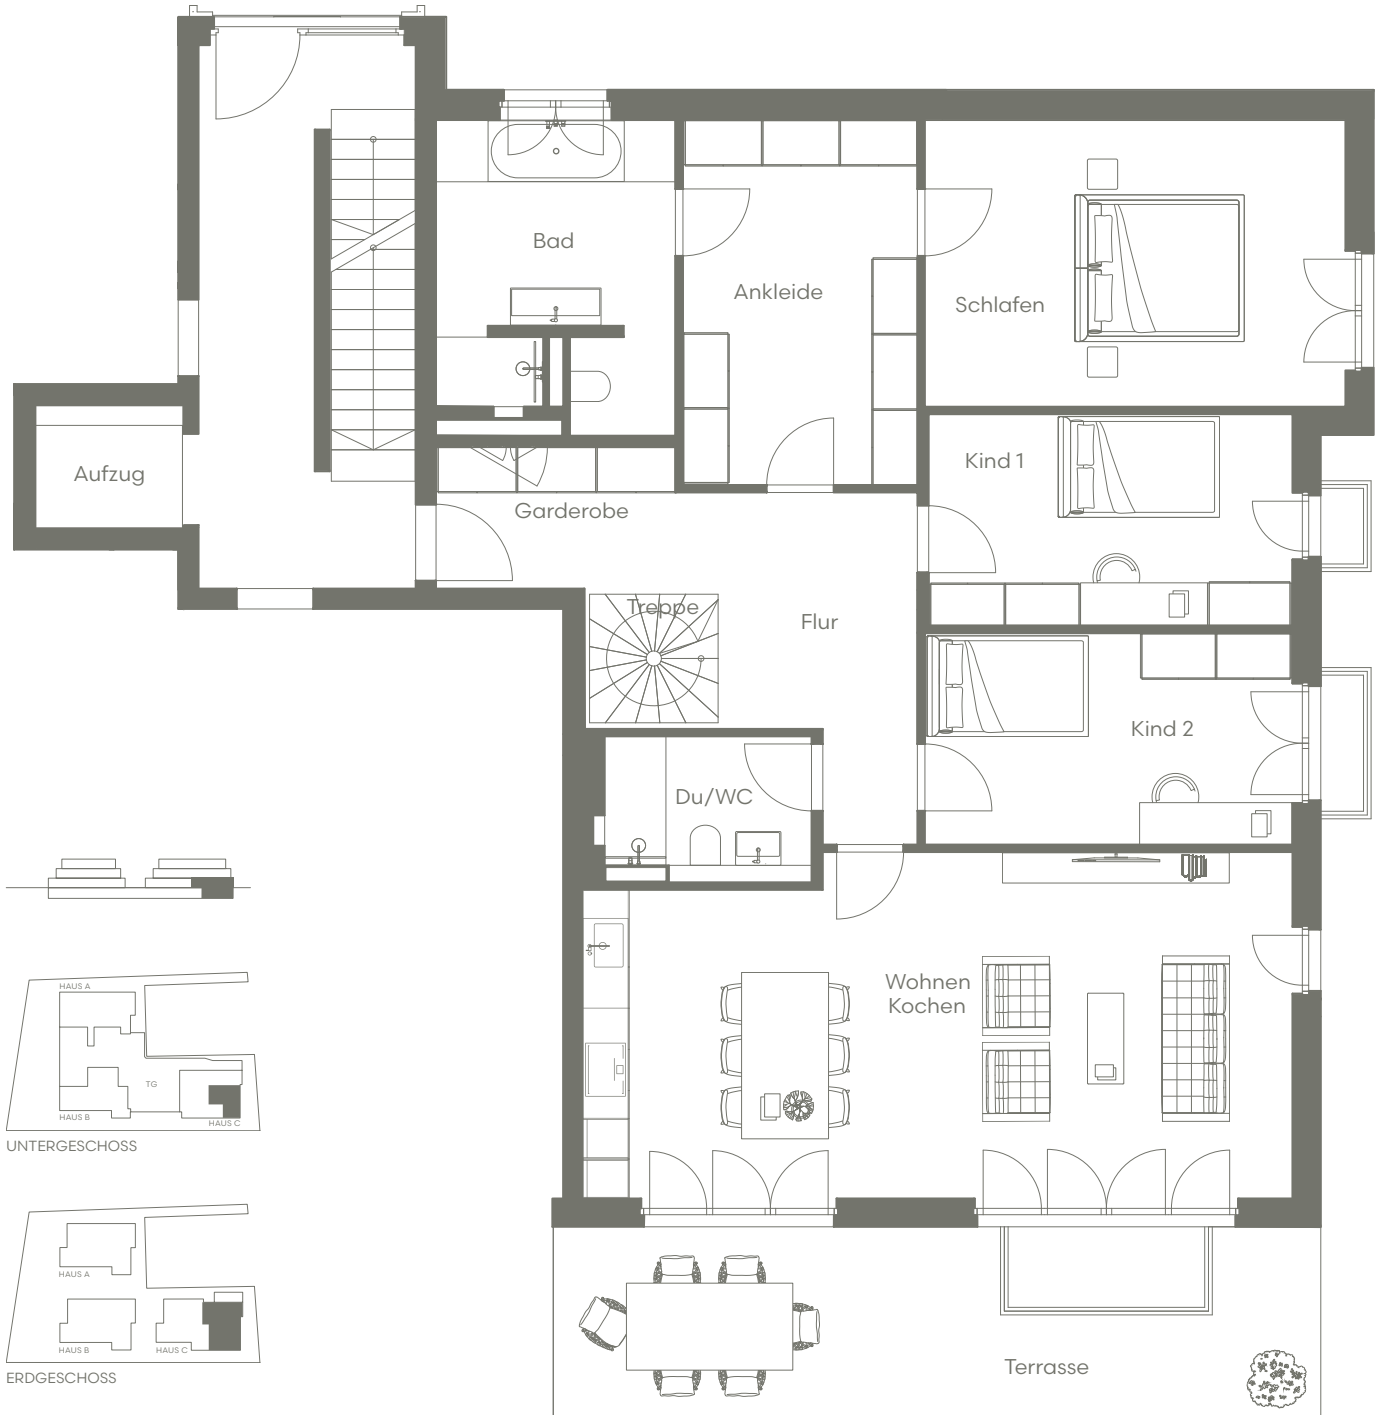 Bad
Ankleide
Schlafen
Kind 1
Aufzug
Garderobe
Treppe
Flur
Kind 2
Du/WC
Wohnen
Kochen
HAUS A
TG
HAUS B
HAUS C
UNTERGESCHOSS
HAUS A
HAUS B
HAUS C
ERDGESCHOSS
Terrasse